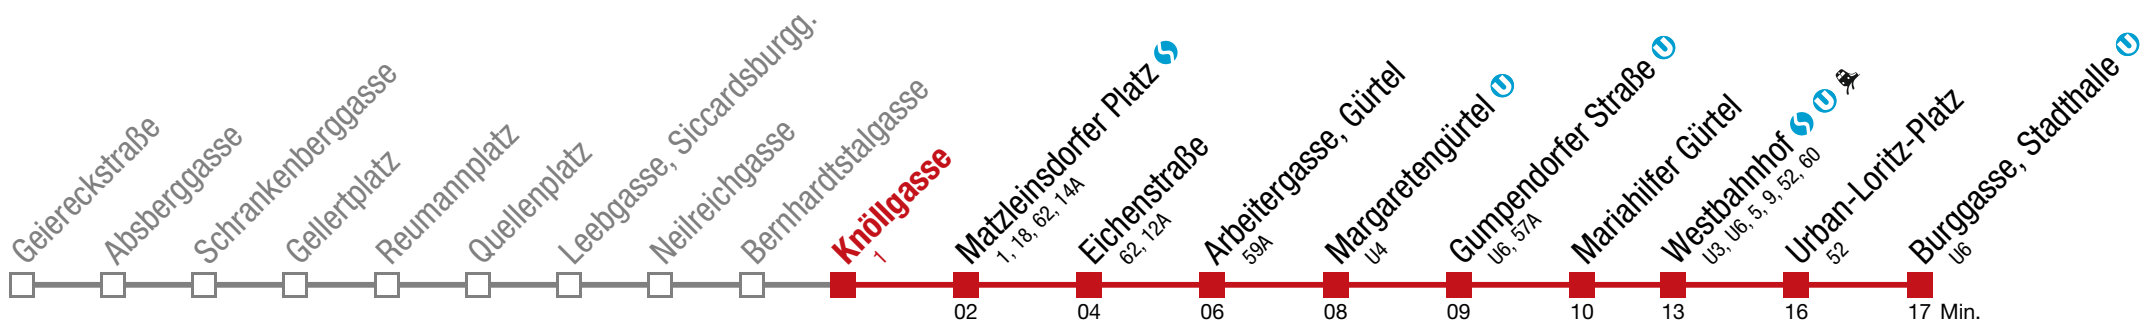 Geiereckstraße
Absberggasse
Schrankenberggasse
Gellertplatz
Reumannplatz
Quellenplatz
Leebgasse, Siccardsburgg.
Neilreichgasse
Bernhardtstalgasse
Knöllgasse
1
Matzleinsdorfer Platz
1, 18, 62, 14A
Eichenstraße
62, 12A
Arbeitergasse, Gürtel
59A
Margaretengürtel U
U4
Gumpendorfer Straße U
U6, 57A
Mariahilfer Gürtel
Westbahnhof U
U3, U6, 5, 9, 52, 60
Urban-Loritz-Platz
52
Burggasse, Stadthalle U
U6
02 04 06 08 09 10 13 16 17 Min.